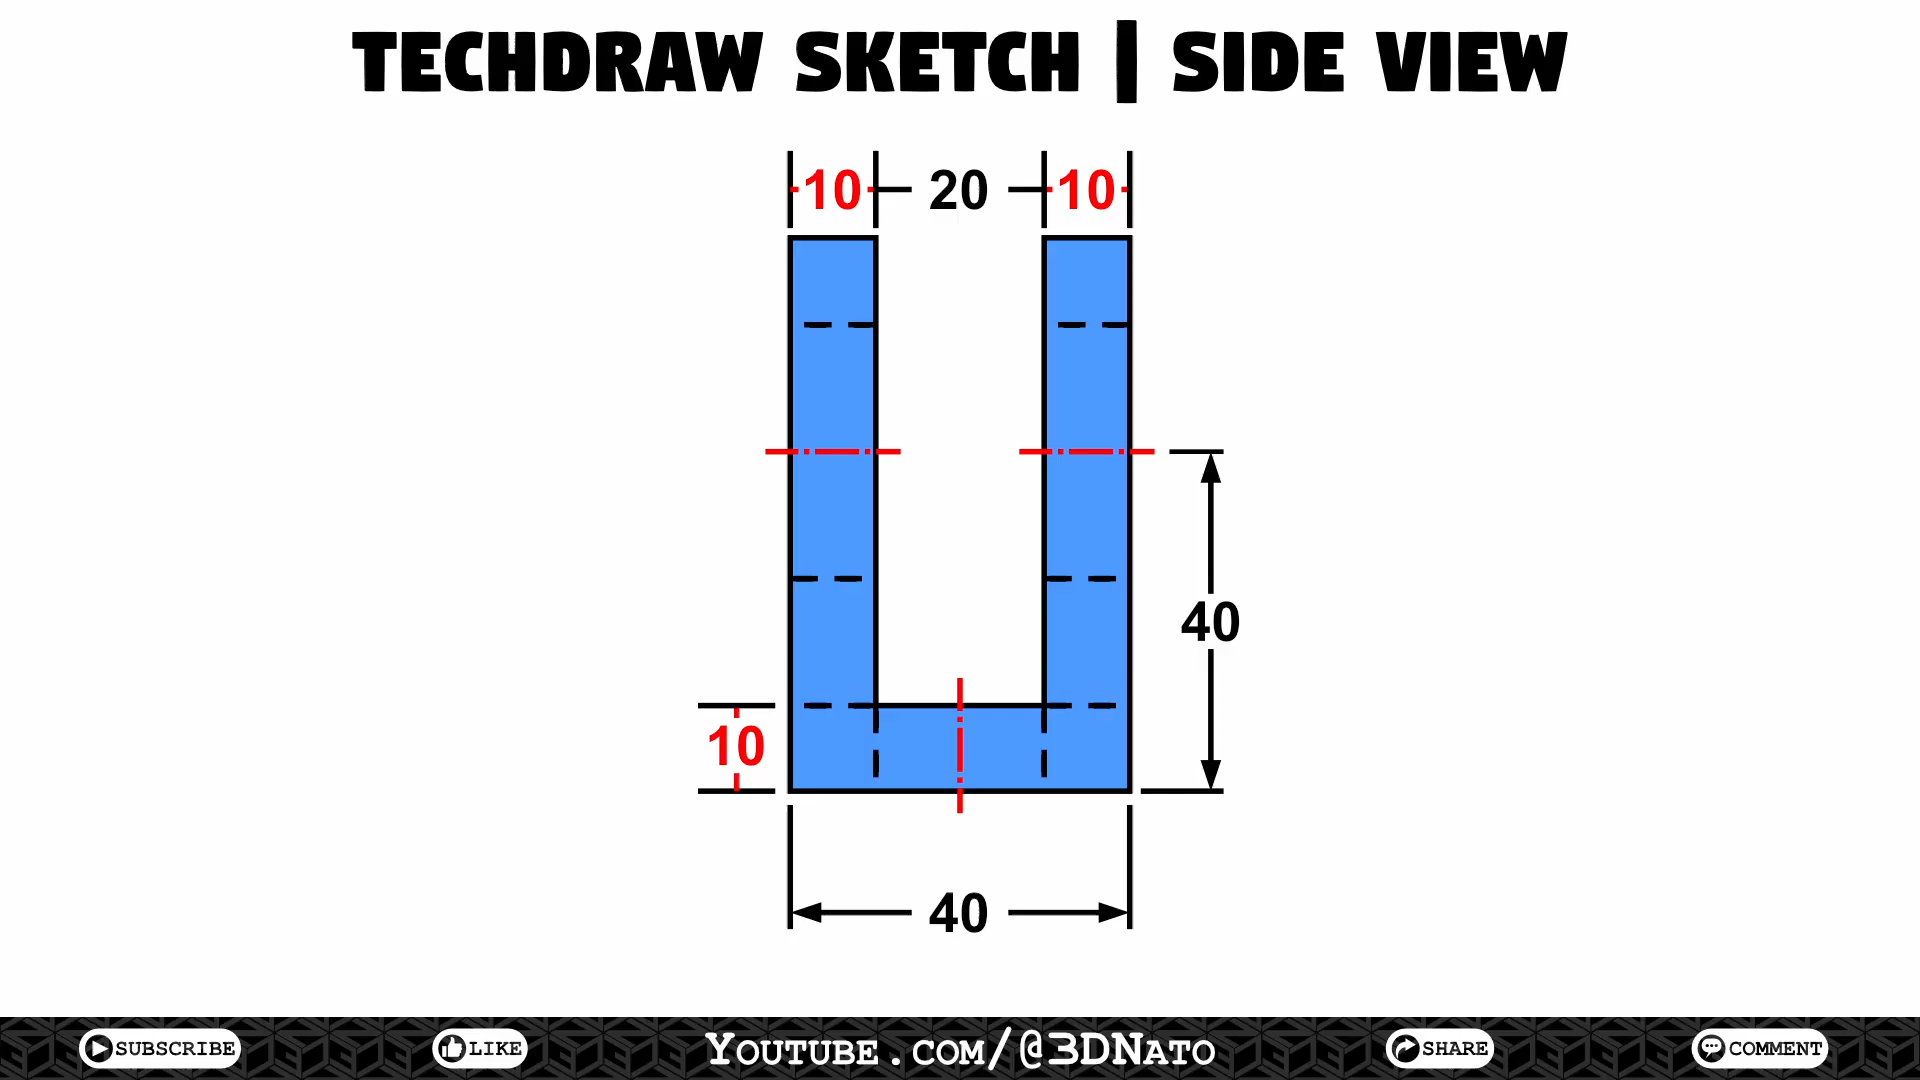 TECHDRAW SKETCH | SIDE VIEW
10 20 10
40
10
40
SUBSCRIBE LIKE YOUTUBE.COM/@3DNATO SHARE COMMENT